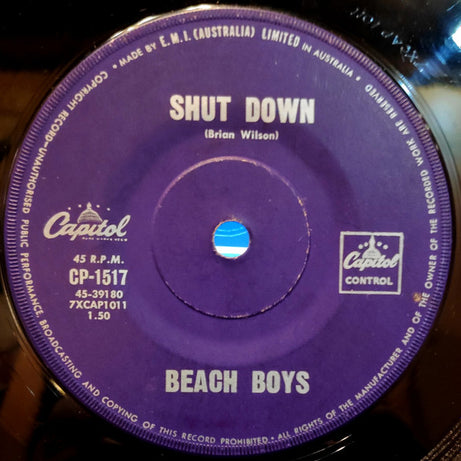 MADE BY E.M.I. (AUSTRALIA) LIMITED IN AUSTRALIA
SHUT DOWN
(Brian Wilson)
Capitol
45 R.P.M.
CP-1517
45-39180
7XCAP1011
1.50
Capitol
CONTROL
BEACH BOYS
COPYRIGHT RECORD—UNAUTHORISED PUBLIC PERFORMANCE, BROADCASTING AND COPYING OF THIS RECORD PROHIBITED • ALL RIGHTS OF THE MANUFACTURER AND OF THE OWNER OF THE RECORDED WORK ARE RESERVED